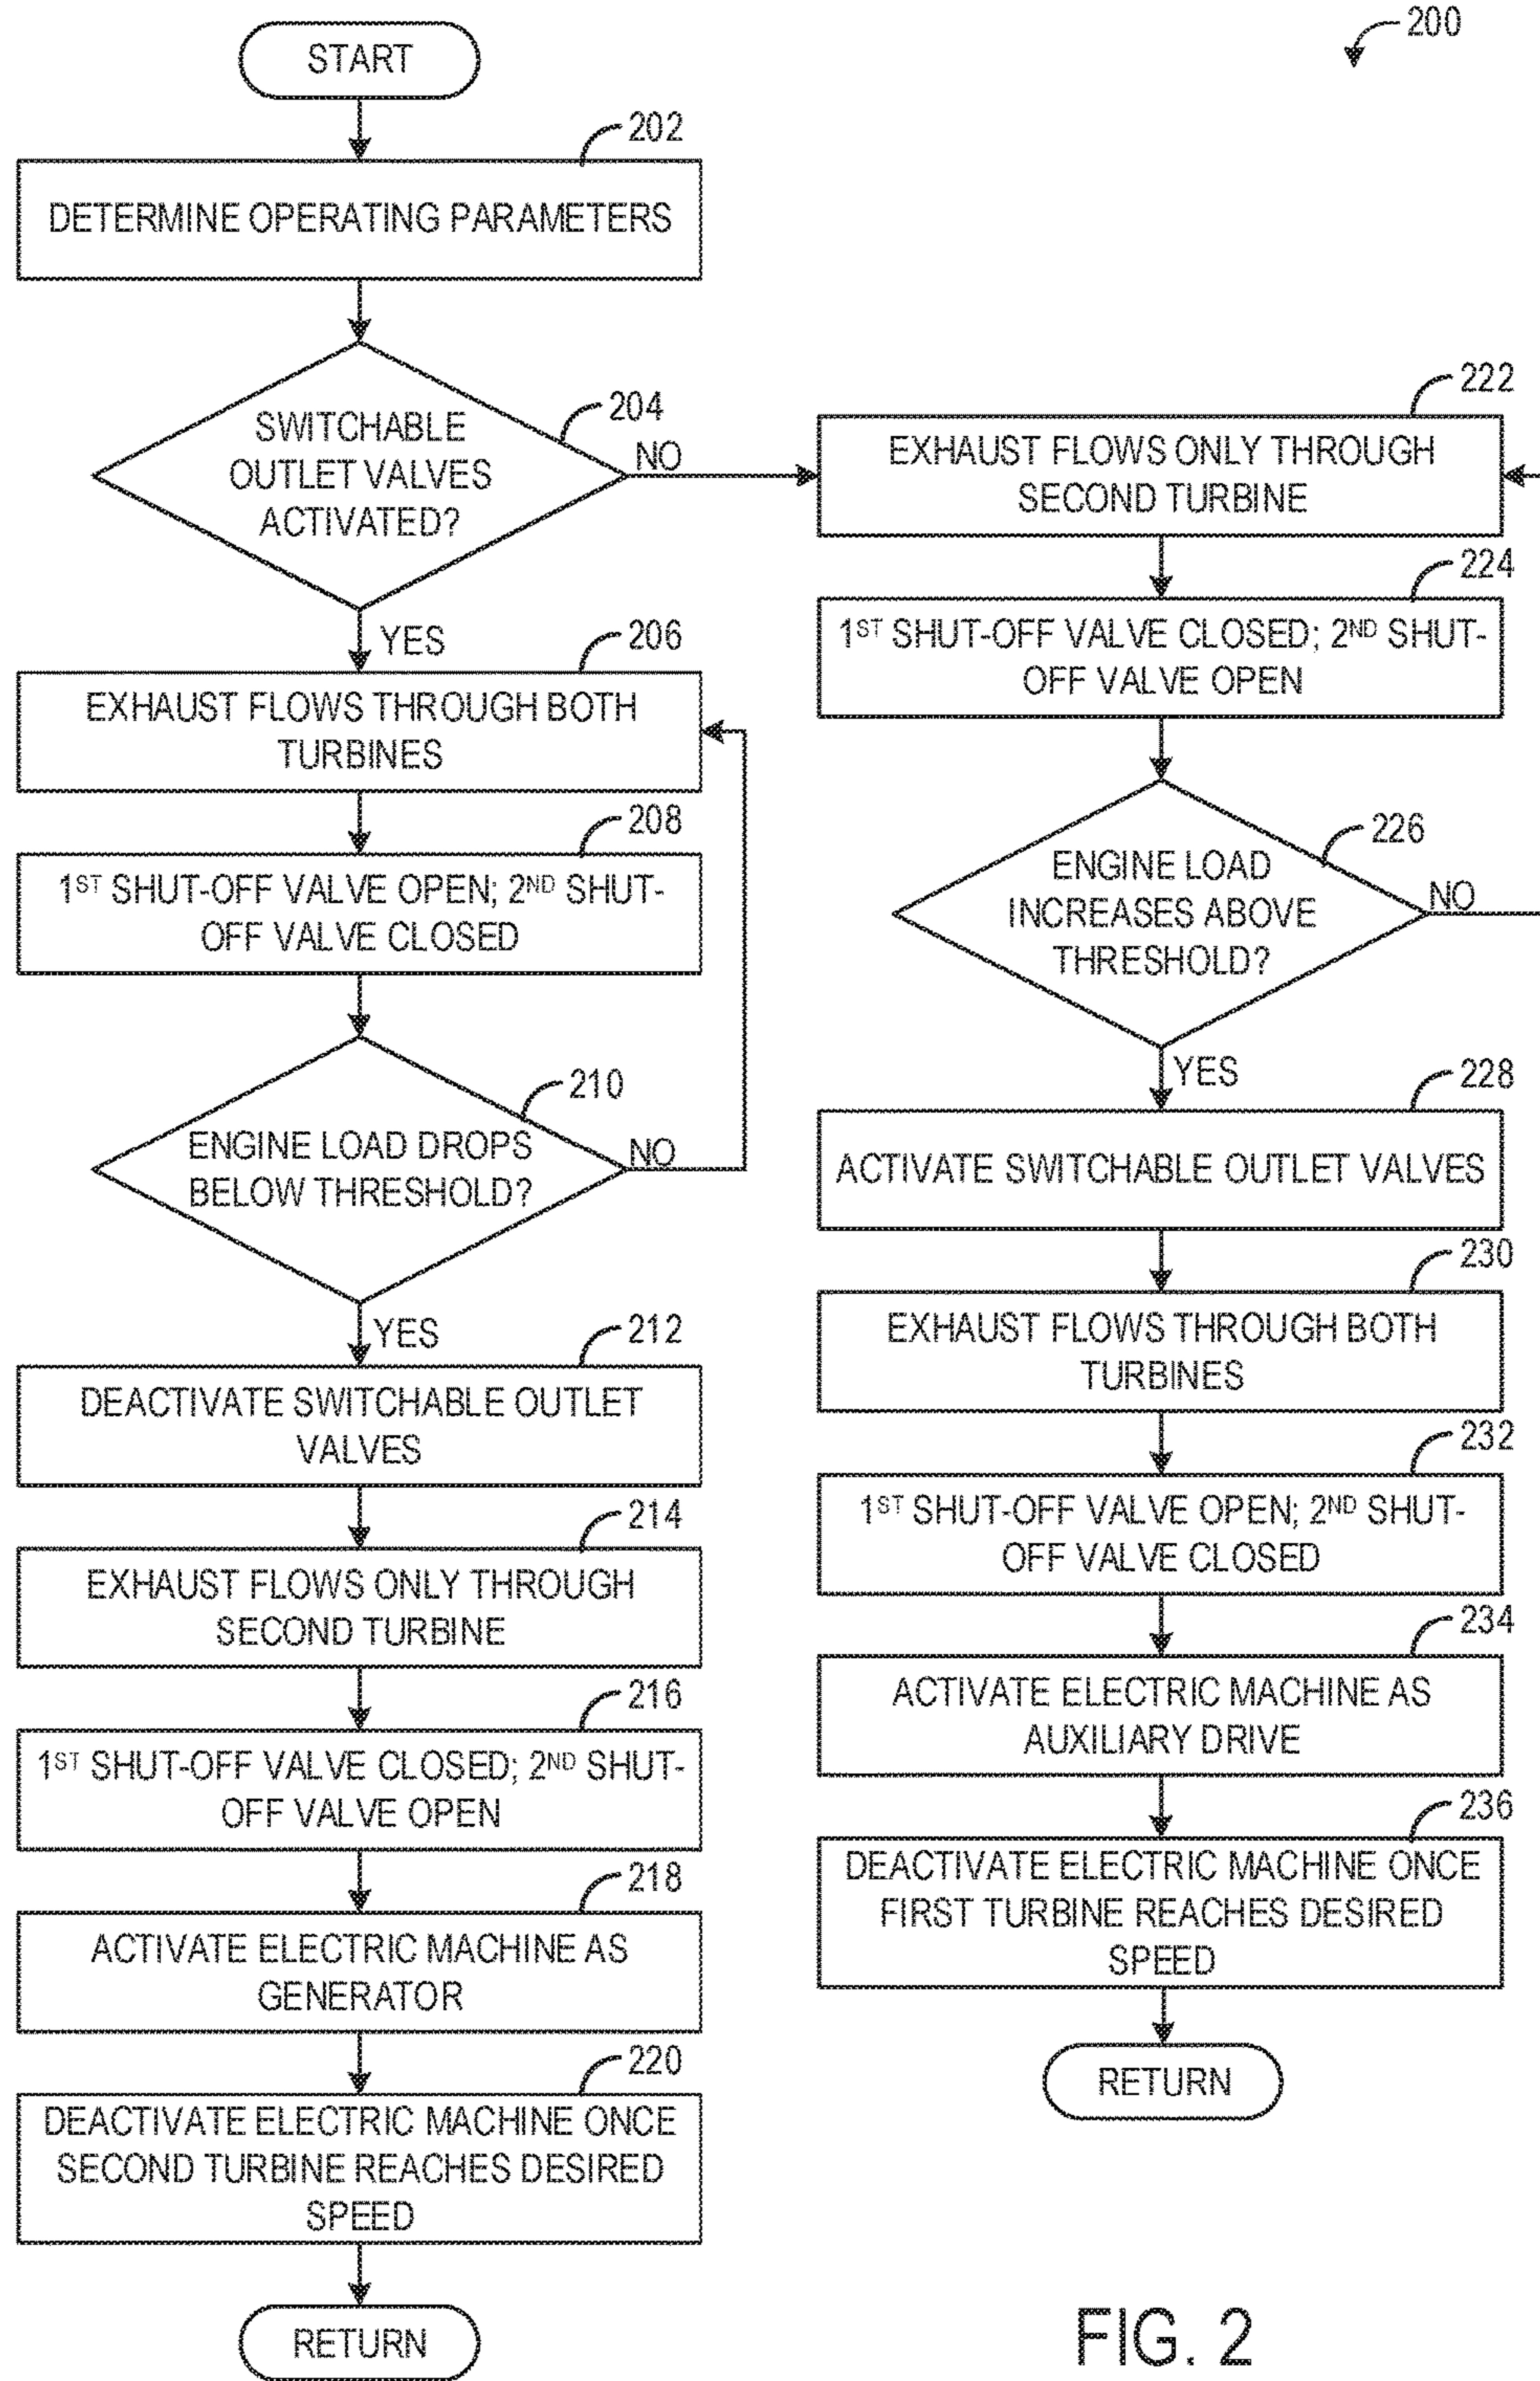 200
START
202
DETERMINE OPERATING PARAMETERS
204
SWITCHABLE
OUTLET VALVES
ACTIVATED?
NO
YES
206
EXHAUST FLOWS THROUGH BOTH
TURBINES
208
1ST SHUT-OFF VALVE OPEN; 2ND SHUT-
OFF VALVE CLOSED
210
ENGINE LOAD DROPS
BELOW THRESHOLD?
NO
YES
212
DEACTIVATE SWITCHABLE OUTLET
VALVES
214
EXHAUST FLOWS ONLY THROUGH
SECOND TURBINE
216
1ST SHUT-OFF VALVE CLOSED; 2ND SHUT-
OFF VALVE OPEN
218
ACTIVATE ELECTRIC MACHINE AS
GENERATOR
220
DEACTIVATE ELECTRIC MACHINE ONCE
SECOND TURBINE REACHES DESIRED
SPEED
RETURN
222
EXHAUST FLOWS ONLY THROUGH
SECOND TURBINE
224
1ST SHUT-OFF VALVE CLOSED; 2ND SHUT-
OFF VALVE OPEN
226
ENGINE LOAD
INCREASES ABOVE
THRESHOLD?
NO
YES
228
ACTIVATE SWITCHABLE OUTLET VALVES
230
EXHAUST FLOWS THROUGH BOTH
TURBINES
232
1ST SHUT-OFF VALVE OPEN; 2ND SHUT-
OFF VALVE CLOSED
234
ACTIVATE ELECTRIC MACHINE AS
AUXILIARY DRIVE
236
DEACTIVATE ELECTRIC MACHINE ONCE
FIRST TURBINE REACHES DESIRED
SPEED
RETURN
FIG. 2